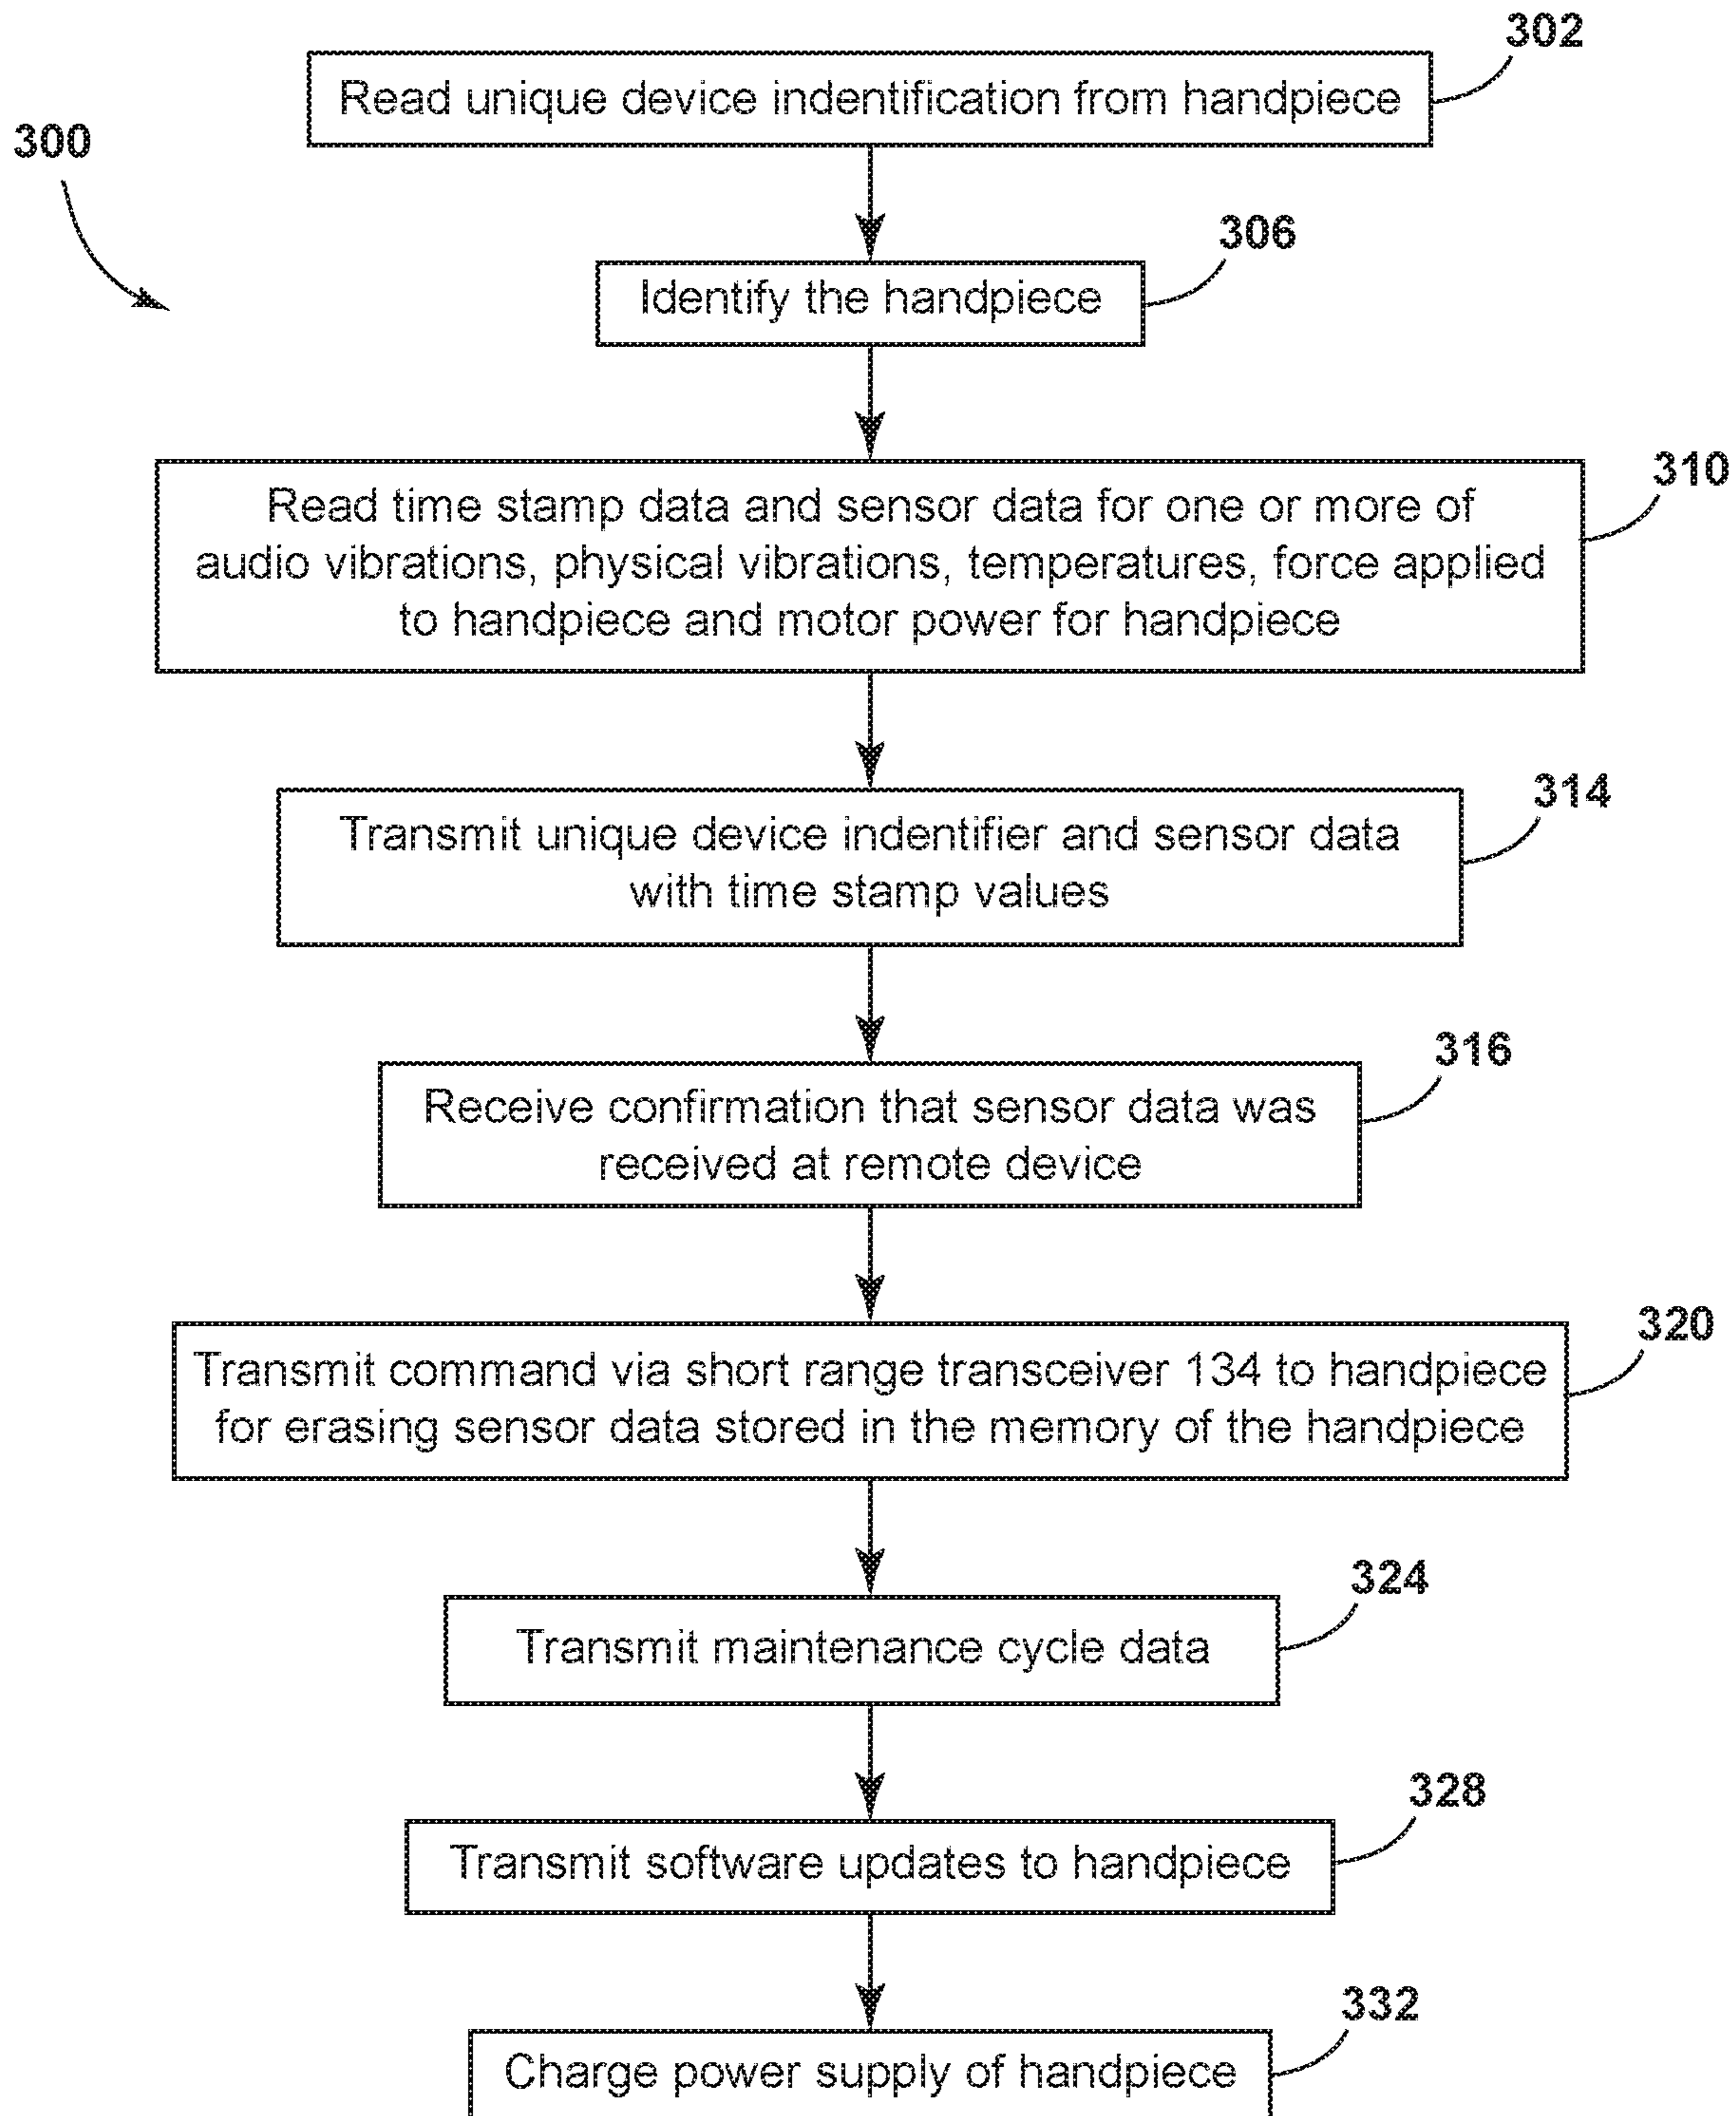 302
Read unique device indentification from handpiece
300
306
Identify the handpiece
310
Read time stamp data and sensor data for one or more of
audio vibrations, physical vibrations, temperatures, force applied
to handpiece and motor power for handpiece
314
Transmit unique device indentifier and sensor data
with time stamp values
316
Receive confirmation that sensor data was
received at remote device
320
Transmit command via short range transceiver 134 to handpiece
for erasing sensor data stored in the memory of the handpiece
324
Transmit maintenance cycle data
328
Transmit software updates to handpiece
332
Charge power supply of handpiece